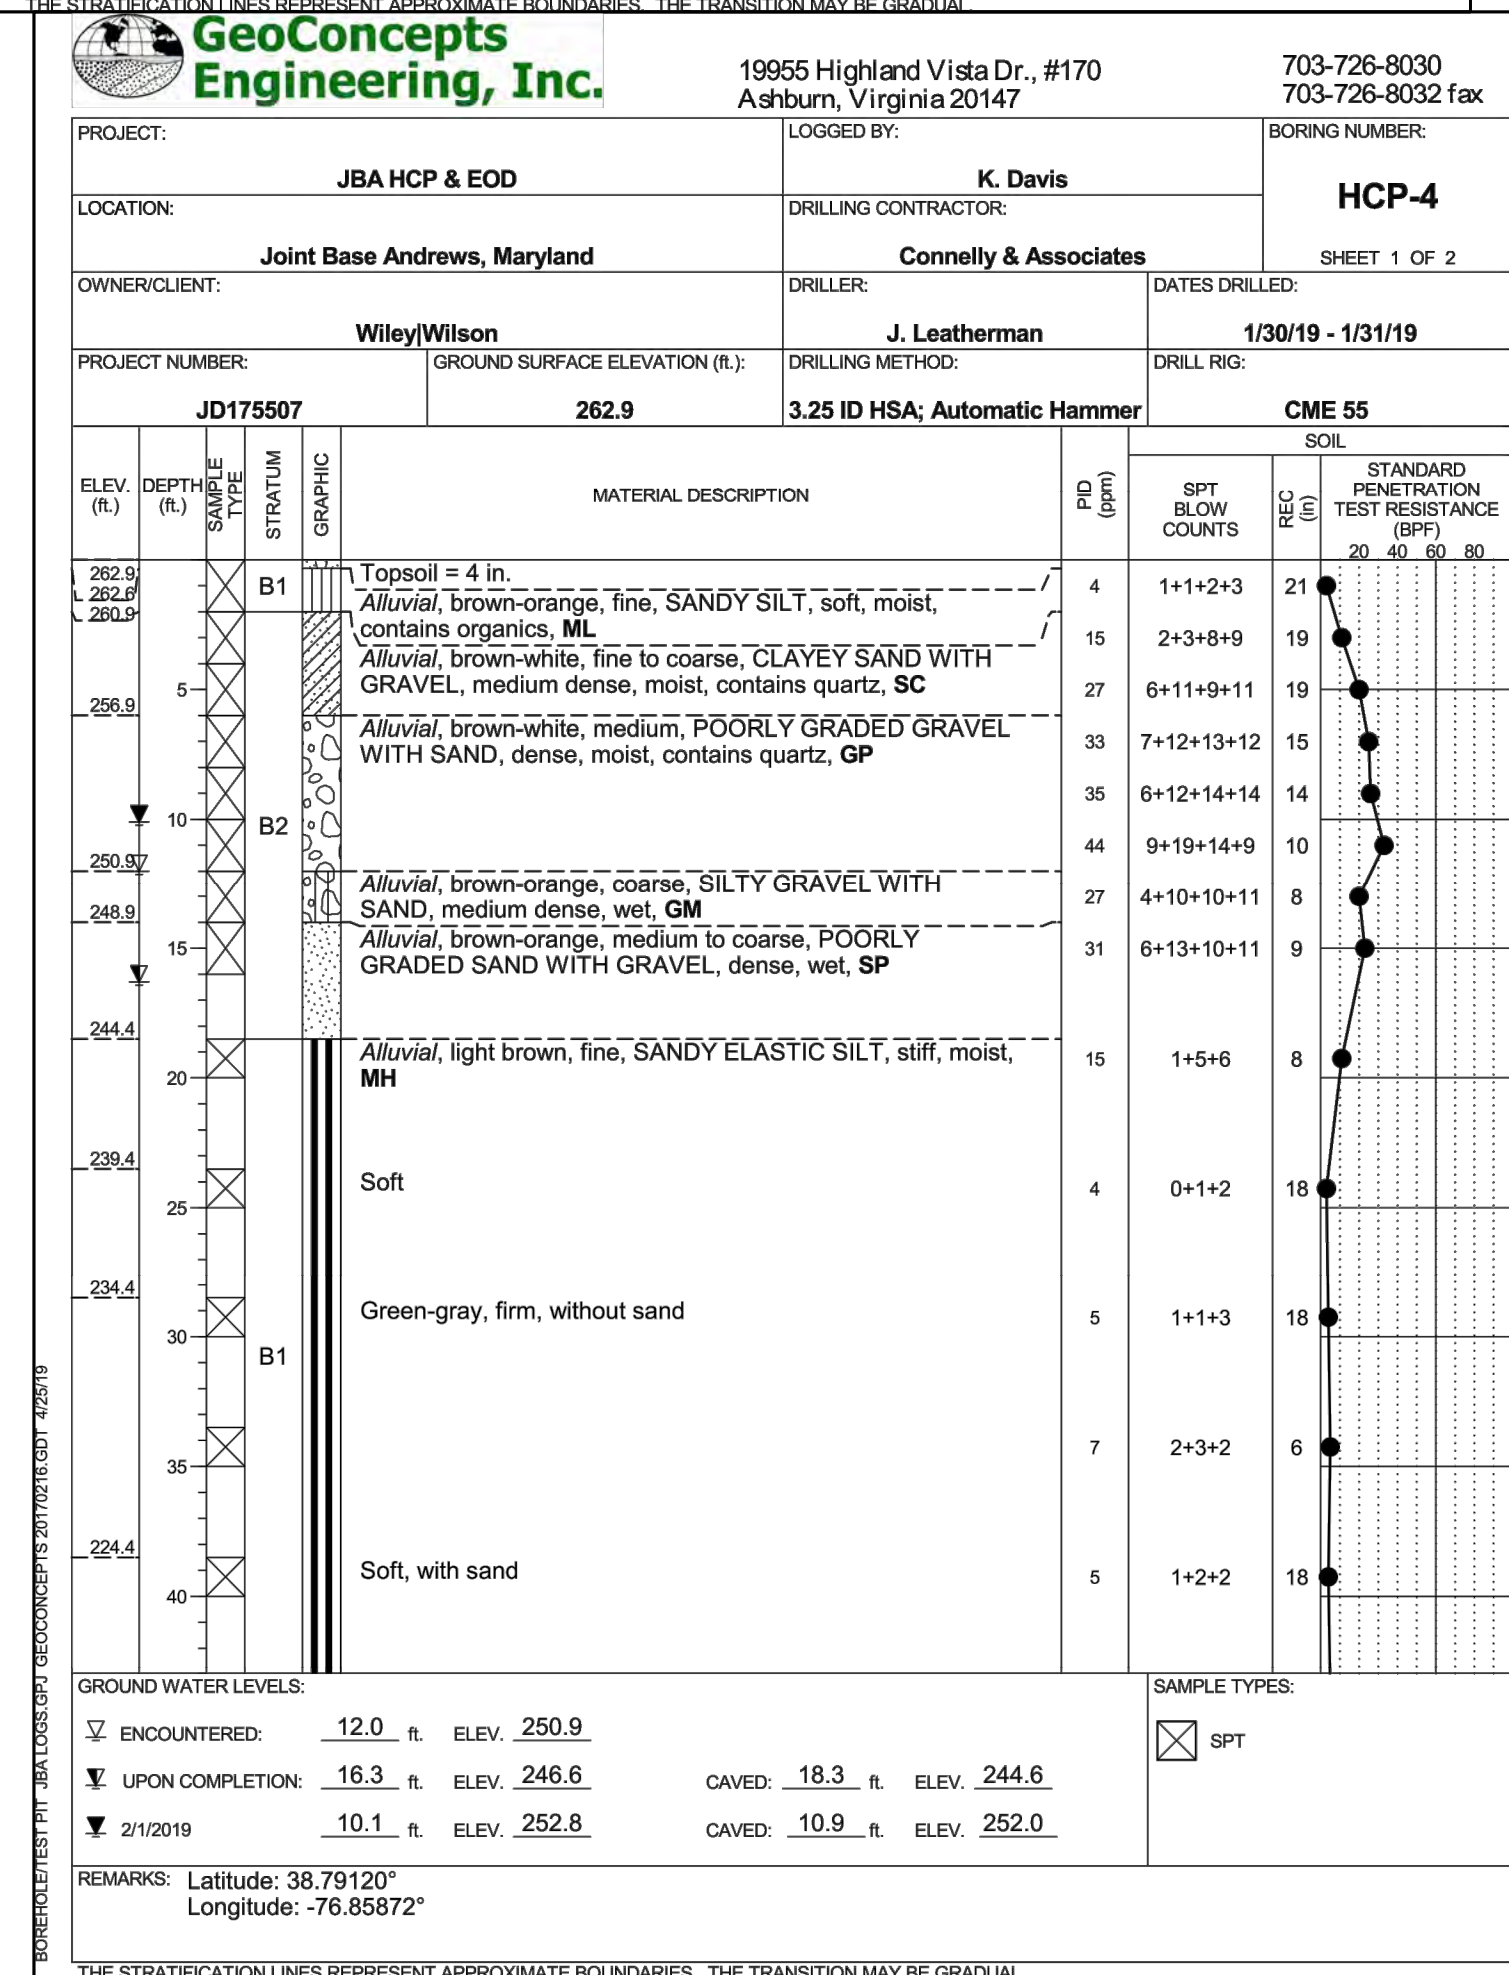 THE STRATIFICATION LINES REPRESENT APPROXIMATE BOUNDARIES. THE TRANSITION MAY BE GRADUAL.
GeoConcepts
Engineering, Inc.
19955 Highland Vista Dr., #170
Ashburn, Virginia 20147
703-726-8030
703-726-8032 fax
PROJECT:
JBA HCP & EOD
LOGGED BY:
K. Davis
BORING NUMBER:
HCP-4
SHEET 1 OF 2
LOCATION:
Joint Base Andrews, Maryland
DRILLING CONTRACTOR:
Connelly & Associates
OWNER/CLIENT:
Wiley|Wilson
DRILLER:
J. Leatherman
DATES DRILLED:
1/30/19 - 1/31/19
PROJECT NUMBER:
JD175507
GROUND SURFACE ELEVATION (ft.):
262.9
DRILLING METHOD:
3.25 ID HSA; Automatic Hammer
DRILL RIG:
CME 55
ELEV.
(ft.)
DEPTH
(ft.)
SAMPLE
TYPE
STRATUM
GRAPHIC
MATERIAL DESCRIPTION
PID
(ppm)
SOIL
SPT
BLOW
COUNTS
REC
(in)
STANDARD
PENETRATION
TEST RESISTANCE
(BPF)
20 40 60 80
262.9
262.6
260.9
B1
Topsoil = 4 in.
Alluvial, brown-orange, fine, SANDY SILT, soft, moist,
contains organics, ML
4 1+1+2+3 21
15 2+3+8+9 19
Alluvial, brown-white, fine to coarse, CLAYEY SAND WITH
GRAVEL, medium dense, moist, contains quartz, SC
5
27 6+11+9+11 19
256.9
Alluvial, brown-white, medium, POORLY GRADED GRAVEL
WITH SAND, dense, moist, contains quartz, GP
33 7+12+13+12 15
35 6+12+14+14 14
10
B2
44 9+19+14+9 10
250.9
Alluvial, brown-orange, coarse, SILTY GRAVEL WITH
SAND, medium dense, wet, GM
27 4+10+10+11 8
248.9
Alluvial, brown-orange, medium to coarse, POORLY
GRADED SAND WITH GRAVEL, dense, wet, SP
15
31 6+13+10+11 9
244.4
Alluvial, light brown, fine, SANDY ELASTIC SILT, stiff, moist,
MH
15 1+5+6 8
20
239.4
Soft
4 0+1+2 18
25
234.4
Green-gray, firm, without sand
5 1+1+3 18
30
B1
7 2+3+2 6
35
224.4
Soft, with sand
5 1+2+2 18
40
GROUND WATER LEVELS:
ENCOUNTERED: 12.0 ft. ELEV. 250.9
UPON COMPLETION: 16.3 ft. ELEV. 246.6 CAVED: 18.3 ft. ELEV. 244.6
2/1/2019 10.1 ft. ELEV. 252.8 CAVED: 10.9 ft. ELEV. 252.0
SAMPLE TYPES:
SPT
REMARKS: Latitude: 38.79120°
Longitude: -76.85872°
BOREHOLE/TEST PIT JBA LOGS.GPJ GEOCONCEPTS 20170216.GDT 4/25/19
THE STRATIFICATION LINES REPRESENT APPROXIMATE BOUNDARIES. THE TRANSITION MAY BE GRADUAL.